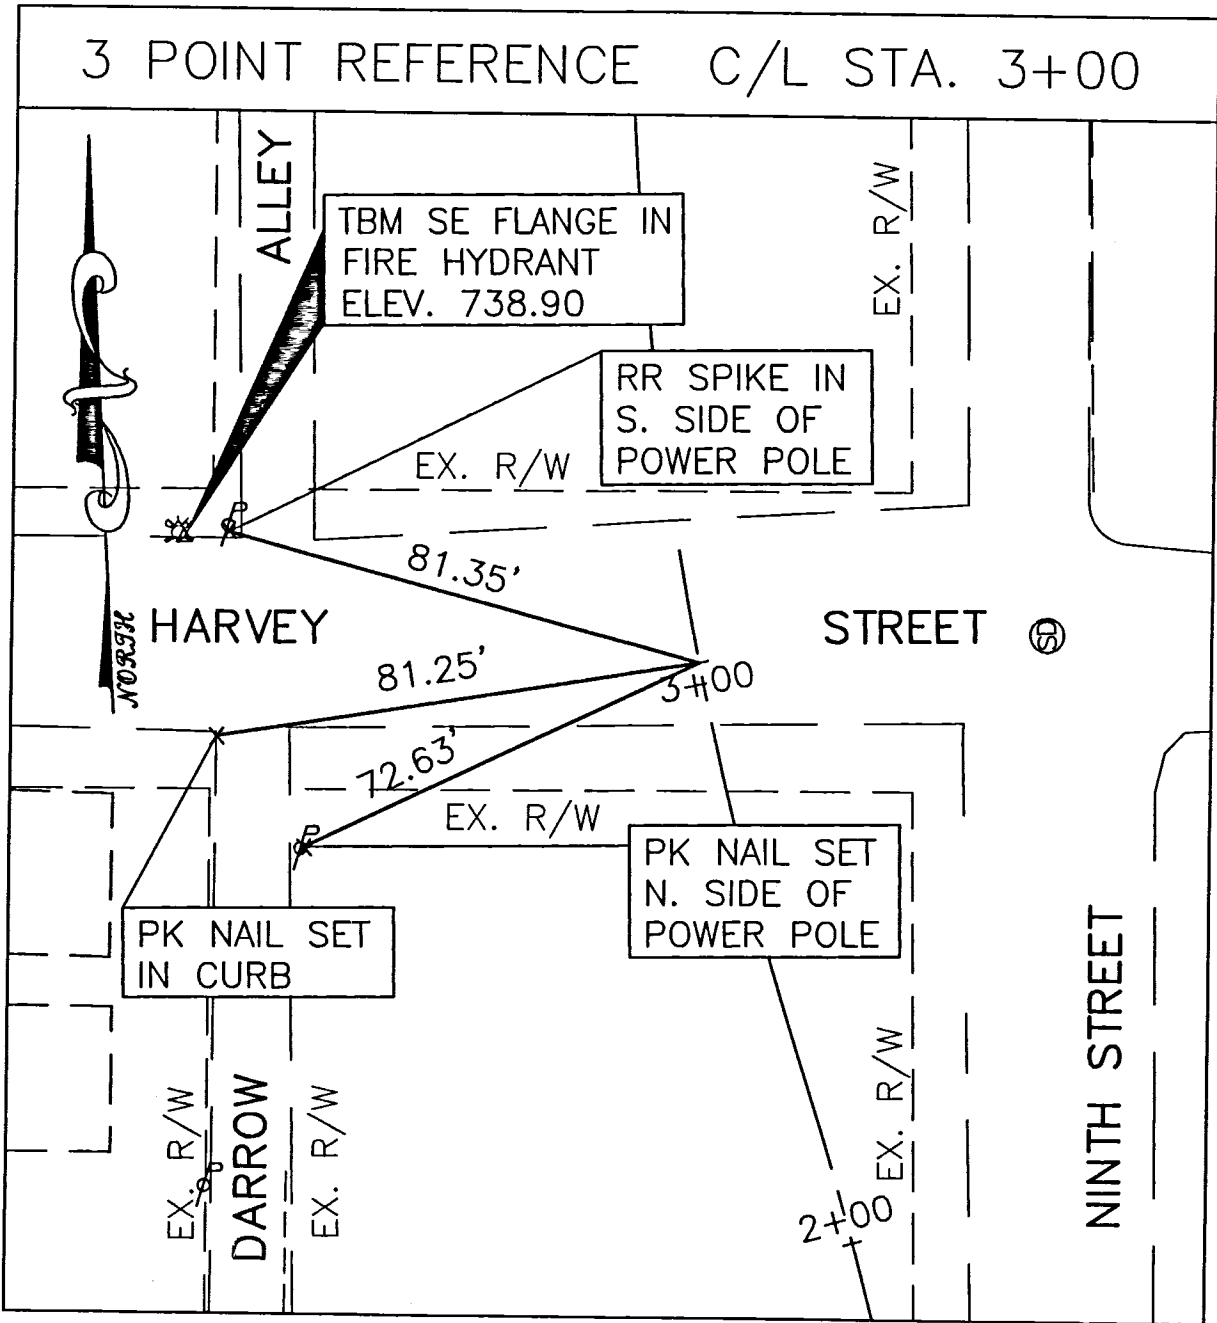 3 POINT REFERENCE C/L STA. 3+00
ALLEY
EX. R/W
TBM SE FLANGE IN
FIRE HYDRANT
ELEV. 738.90
RR SPIKE IN
S. SIDE OF
POWER POLE
EX. R/W
P
81.35'
NORTH
HARVEY STREET
SD
81.25'
3+00
72.63'
EX. R/W
P
PK NAIL SET
N. SIDE OF
POWER POLE
PK NAIL SET
IN CURB
NINTH STREET
EX. R/W
EX. R/W
P
DARROW
EX. R/W
2+00